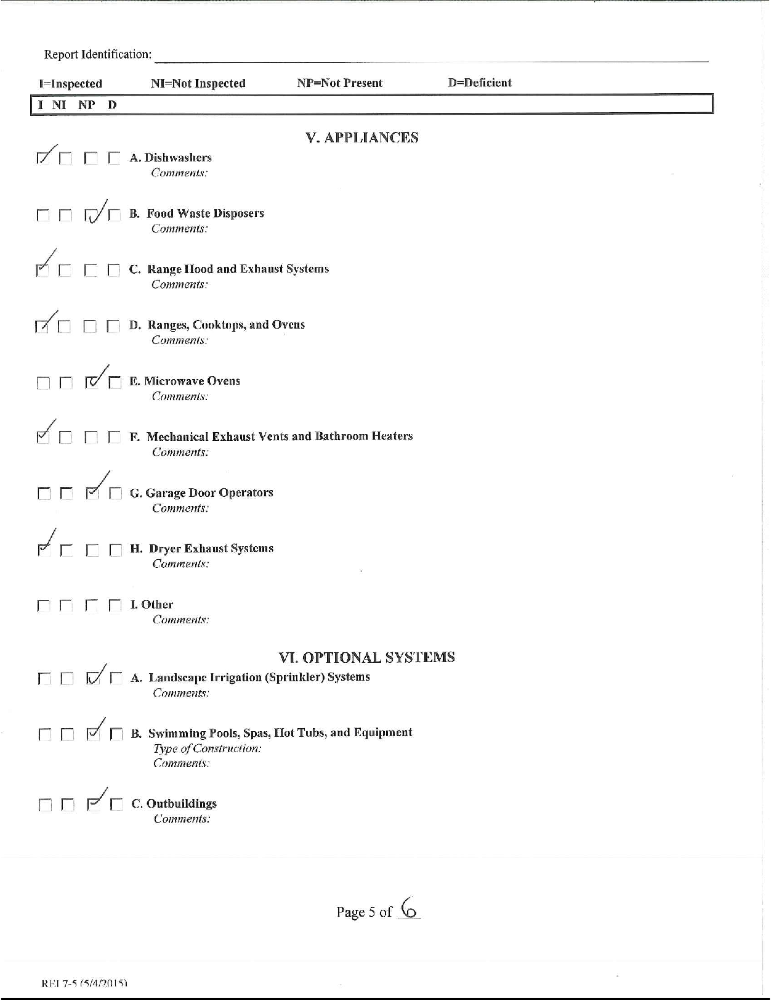 Report Identification:
I=Inspected NI=Not Inspected NP=Not Present D=Deficient
I NI NP D
V. APPLIANCES
A. Dishwashers
Comments:
B. Food Waste Disposers
Comments:
C. Range Hood and Exhaust Systems
Comments:
D. Ranges, Cooktops, and Ovens
Comments:
E. Microwave Ovens
Comments:
F. Mechanical Exhaust Vents and Bathroom Heaters
Comments:
G. Garage Door Operators
Comments:
H. Dryer Exhaust Systems
Comments:
I. Other
Comments:
VI. OPTIONAL SYSTEMS
A. Landscape Irrigation (Sprinkler) Systems
Comments:
B. Swimming Pools, Spas, Hot Tubs, and Equipment
Type of Construction:
Comments:
C. Outbuildings
Comments:
Page 5 of 6
REI 7-5 (5/4/2015)